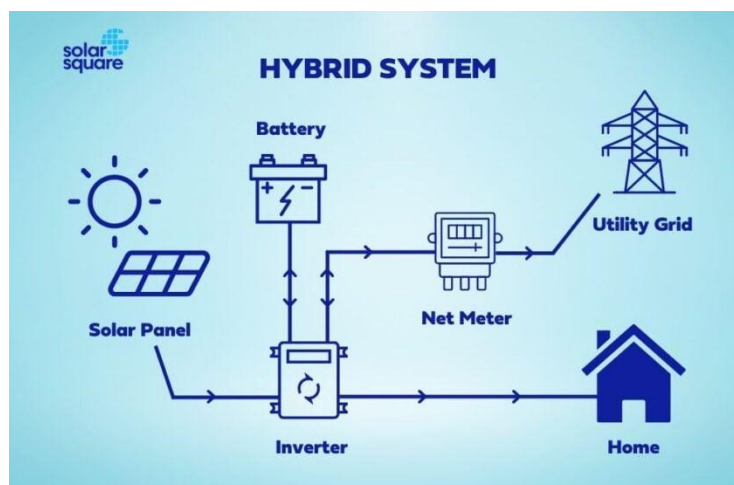 solar
square
HYBRID SYSTEM
Battery
Utility Grid
Solar Panel
Net Meter
Inverter
Home